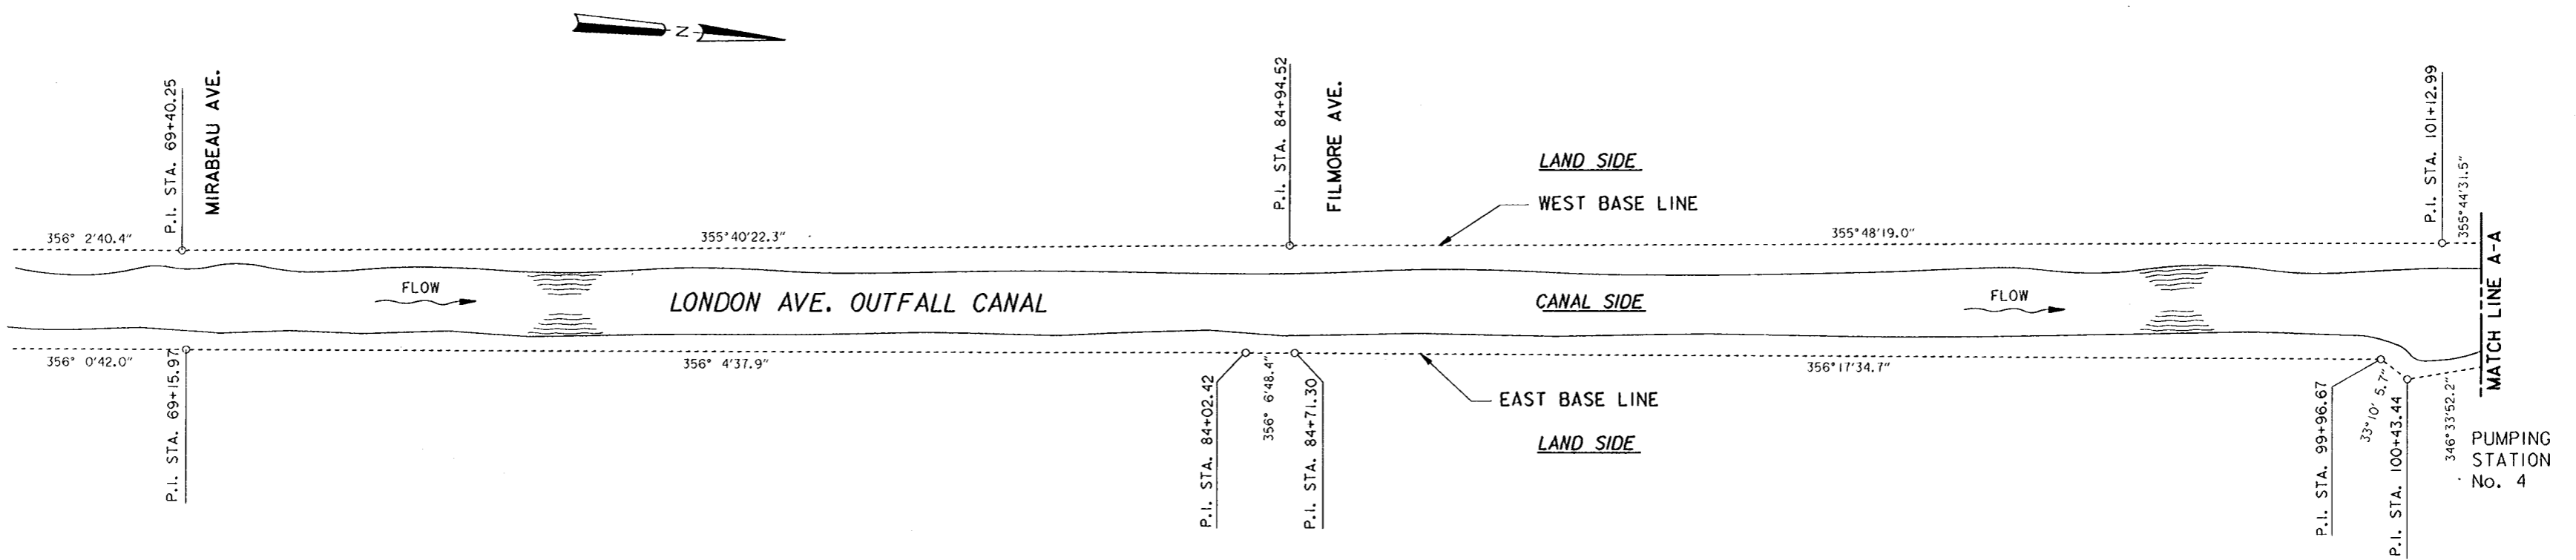 N
P.I. STA. 69+40.25
MIRABEAU AVE.
P.I. STA. 84+94.52
FILMORE AVE.
P.I. STA. 101+12.99
355°44'31.5"
LAND SIDE
WEST BASE LINE
356° 2'40.4"
355°40'22.3"
355°48'19.0"
MATCH LINE A-A
FLOW
LONDON AVE. OUTFALL CANAL
CANAL SIDE
FLOW
356° 0'42.0"
P.I. STA. 69+15.97
356° 4'37.9"
P.I. STA. 84+02.42
356° 6'48.4"
P.I. STA. 84+71.30
356°17'34.7"
EAST BASE LINE
LAND SIDE
P.I. STA. 99+96.67
33°10' 5.7"
P.I. STA. 100+43.44
346°33'52.2"
PUMPING
STATION
No. 4